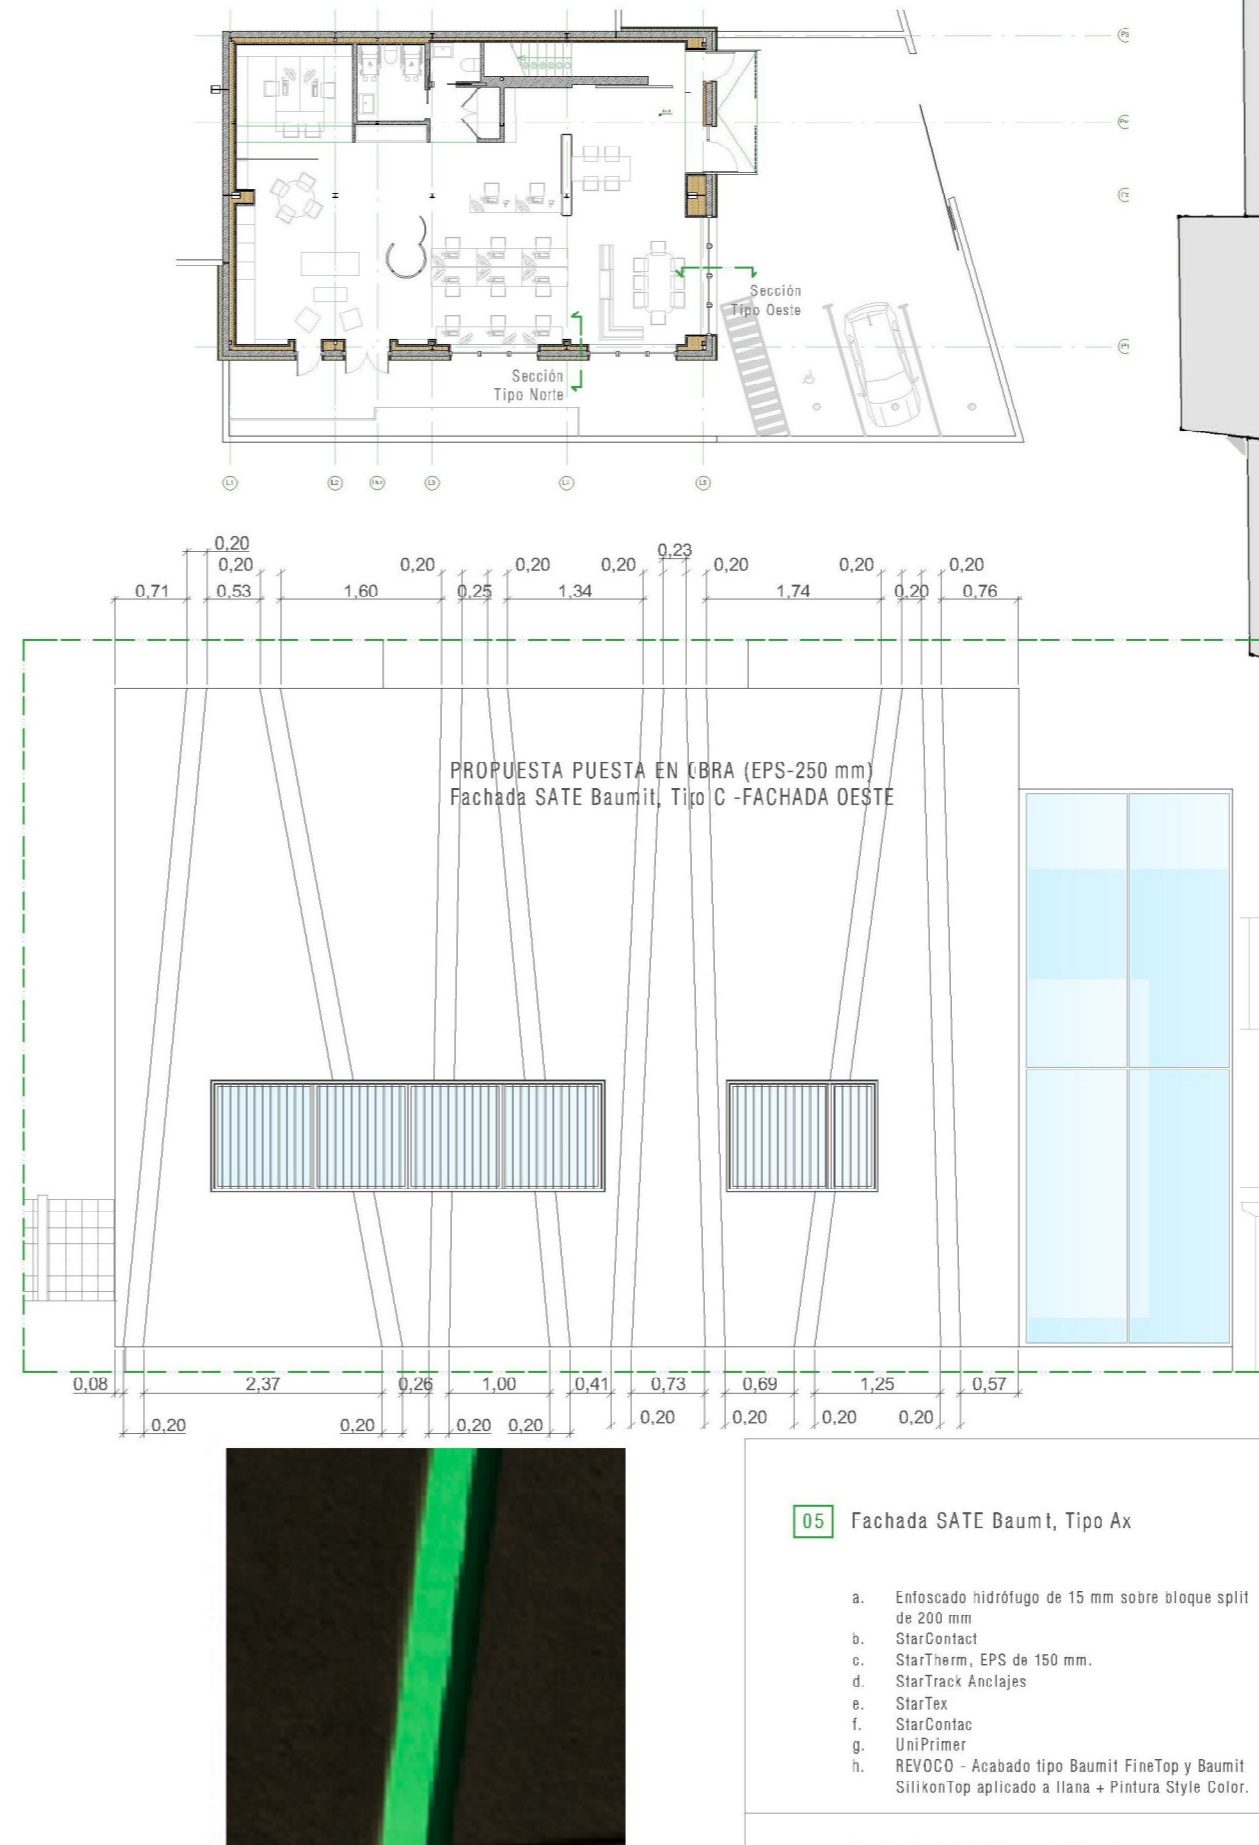 Sección
Tipo Oeste
Sección
Tipo Norte
L1
L2
L3
L5
0,20
0,23
0,20
0,20
0,20
0,20
0,20
0,20
0,20
0,71
0,53
1,60
0,25
1,34
1,74
0,20
0,76
PROPUESTA PUESTA EN OBRA (EPS-250 mm)
Fachada SATE Baumit, Tipo C -FACHADA OESTE
0,08
2,37
0,26
1,00
0,41
0,73
0,69
1,25
0,57
0,20
0,20
0,20
0,20
0,20
0,20
0,20
0,20
05 Fachada SATE Baumt, Tipo Ax
a. Enfoscado hidrófugo de 15 mm sobre bloque split
de 200 mm
b. StarContact
c. StarTherm, EPS de 150 mm.
d. StarTrack Anclajes
e. StarTex
f. StarContac
g. UniPrimer
h. REVOCO - Acabado tipo Baumit FineTop y Baumit
SilikonTop aplicado a llana + Pintura Style Color.